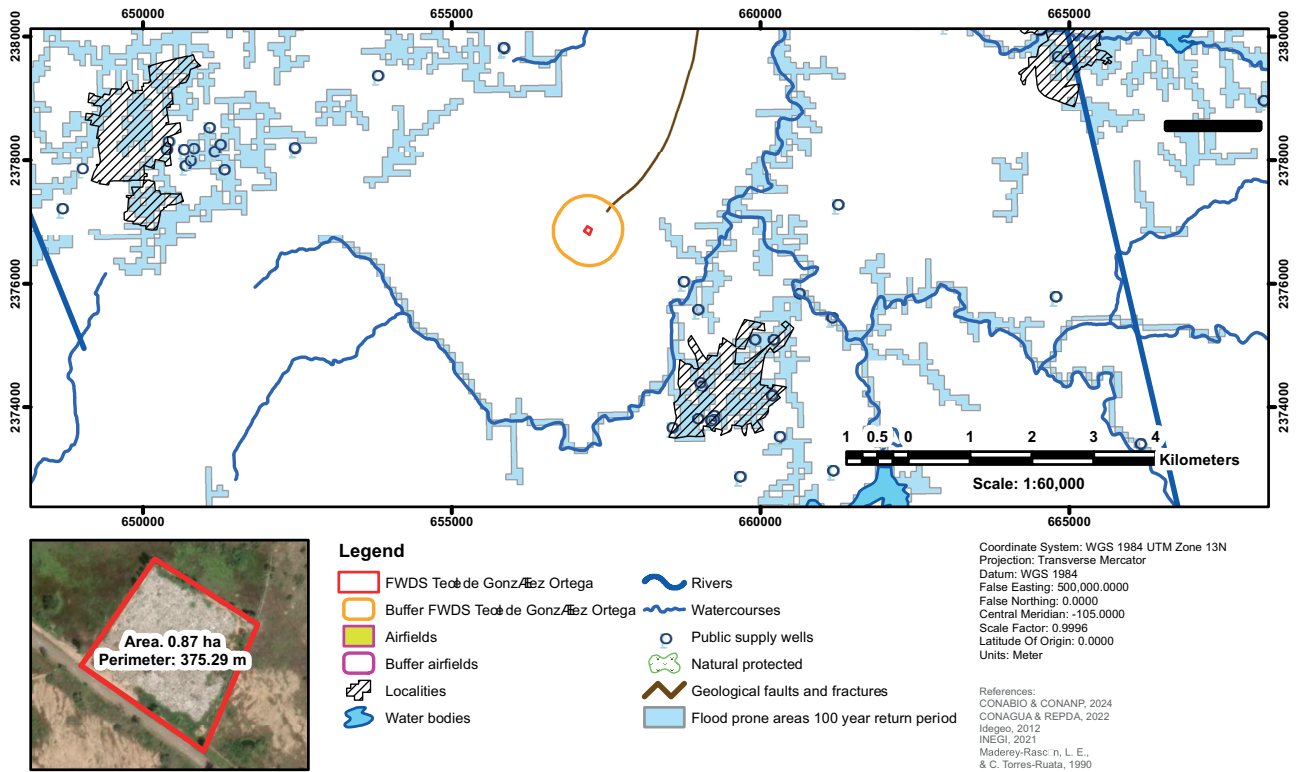 650000 655000 660000 665000
2380000 2380000
2378000 2378000
2376000 2376000
2374000 2374000
1 0.5 0 1 2 3 4
Kilometers
Scale: 1:60,000
650000 655000 660000 665000
Area. 0.87 ha
Perimeter: 375.29 m
Legend
FWDS Teœl de GonzÆlez Ortega
Buffer FWDS Teœl de GonzÆlez Ortega
Airfields
Buffer airfields
Localities
Water bodies
Rivers
Watercourses
Public supply wells
Natural protected
Geological faults and fractures
Flood prone areas 100 year return period
Coordinate System: WGS 1984 UTM Zone 13N
Projection: Transverse Mercator
Datum: WGS 1984
False Easting: 500,000.0000
False Northing: 0.0000
Central Meridian: -105.0000
Scale Factor: 0.9996
Latitude Of Origin: 0.0000
Units: Meter
References:
CONABIO & CONANP, 2024
CONAGUA & REPDA, 2022
Idegeo, 2012
INEGI, 2021
Maderey-Rasc□n, L. E.,
& C. Torres-Ruata, 1990